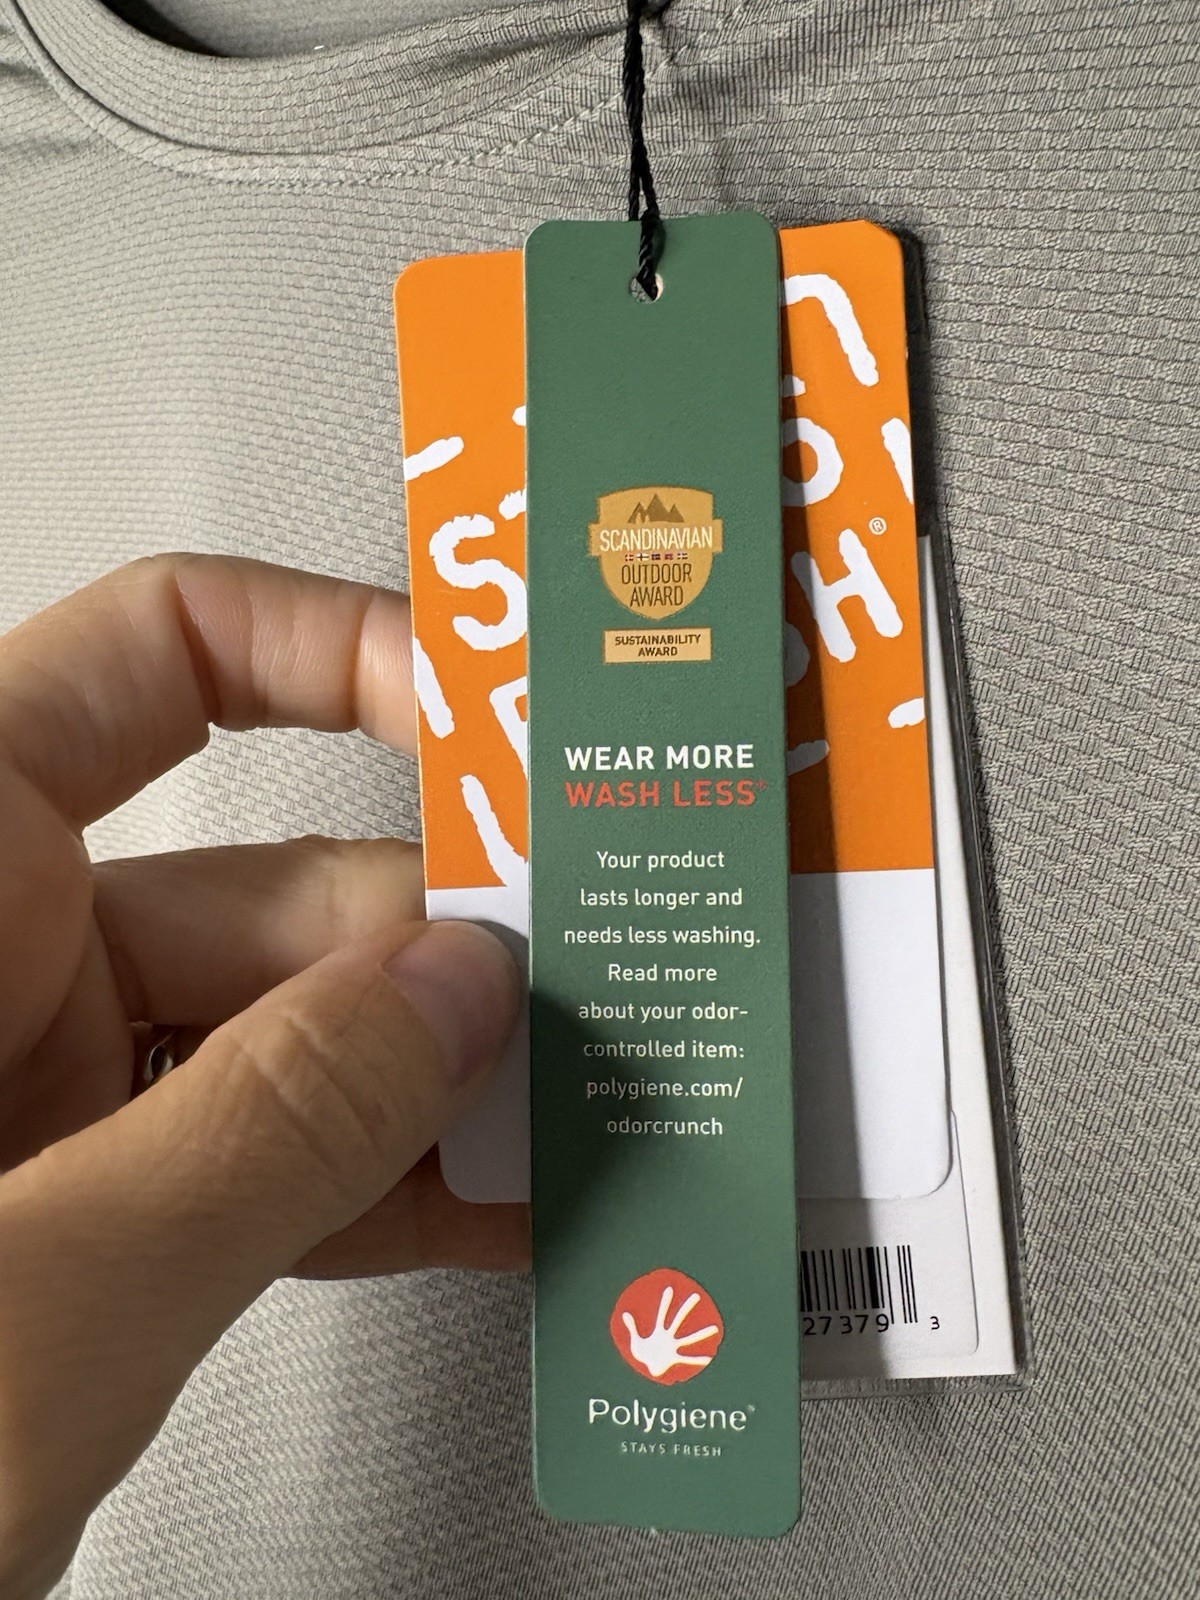 SCANDINAVIAN
OUTDOOR
AWARD
SUSTAINABILITY
AWARD
WEAR MORE
WASH LESS®
Your product
lasts longer and
needs less washing.
Read more
about your odor-
controlled item:
polygiene.com/
odorcrunch
Polygiene®
STAYS FRESH
27379 3